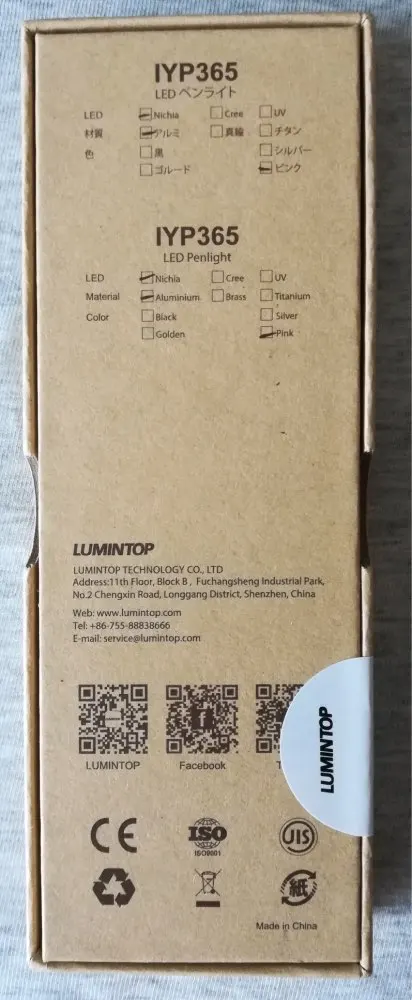 IYP365
LED ペンライト
LED Nichia Cree UV
材質 アルミ 真鍮 チタン
色 黒 シルバー
ゴルード ピンク
IYP365
LED Penlight
LED Nichia Cree UV
Material Aluminium Brass Titanium
Color Black Silver
Golden Pink
LUMINTOP
LUMINTOP TECHNOLOGY CO., LTD
Address:11th Floor, Block B , Fuchangsheng Industrial Park,
No.2 Chengxin Road, Longgang District, Shenzhen, China
Web: www.lumintop.com
Tel: +86-755-88838666
E-mail: service@lumintop.com
LUMINTOP
LUMINTOP Facebook T
CE ISO JIS
ISO9001
紙
Made in China